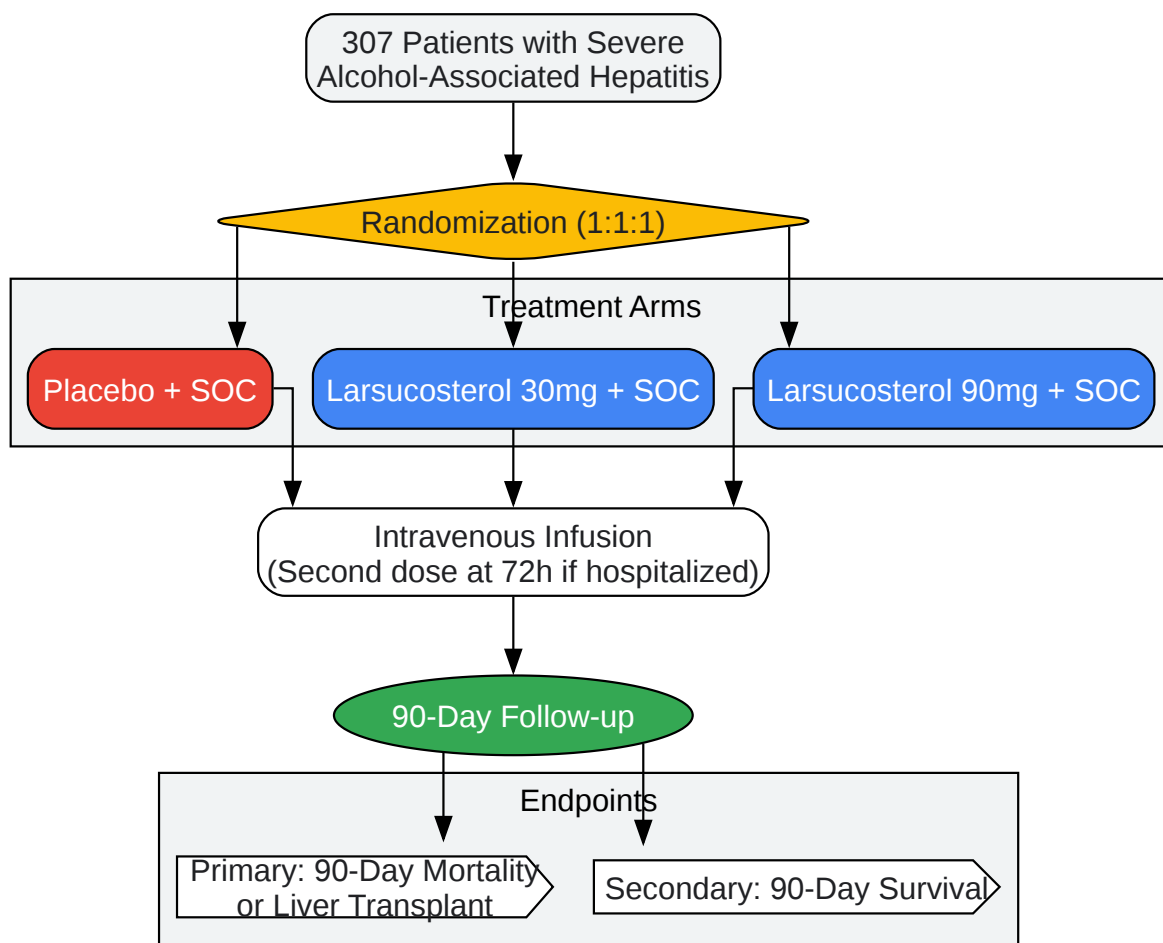 307 Patients with Severe
Alcohol-Associated Hepatitis
Randomization (1:1:1)
Treatment Arms
Placebo + SOC
Larsucosterol 30mg + SOC
Larsucosterol 90mg + SOC
Intravenous Infusion
(Second dose at 72h if hospitalized)
90-Day Follow-up
Endpoints
Primary: 90-Day Mortality
or Liver Transplant
Secondary: 90-Day Survival